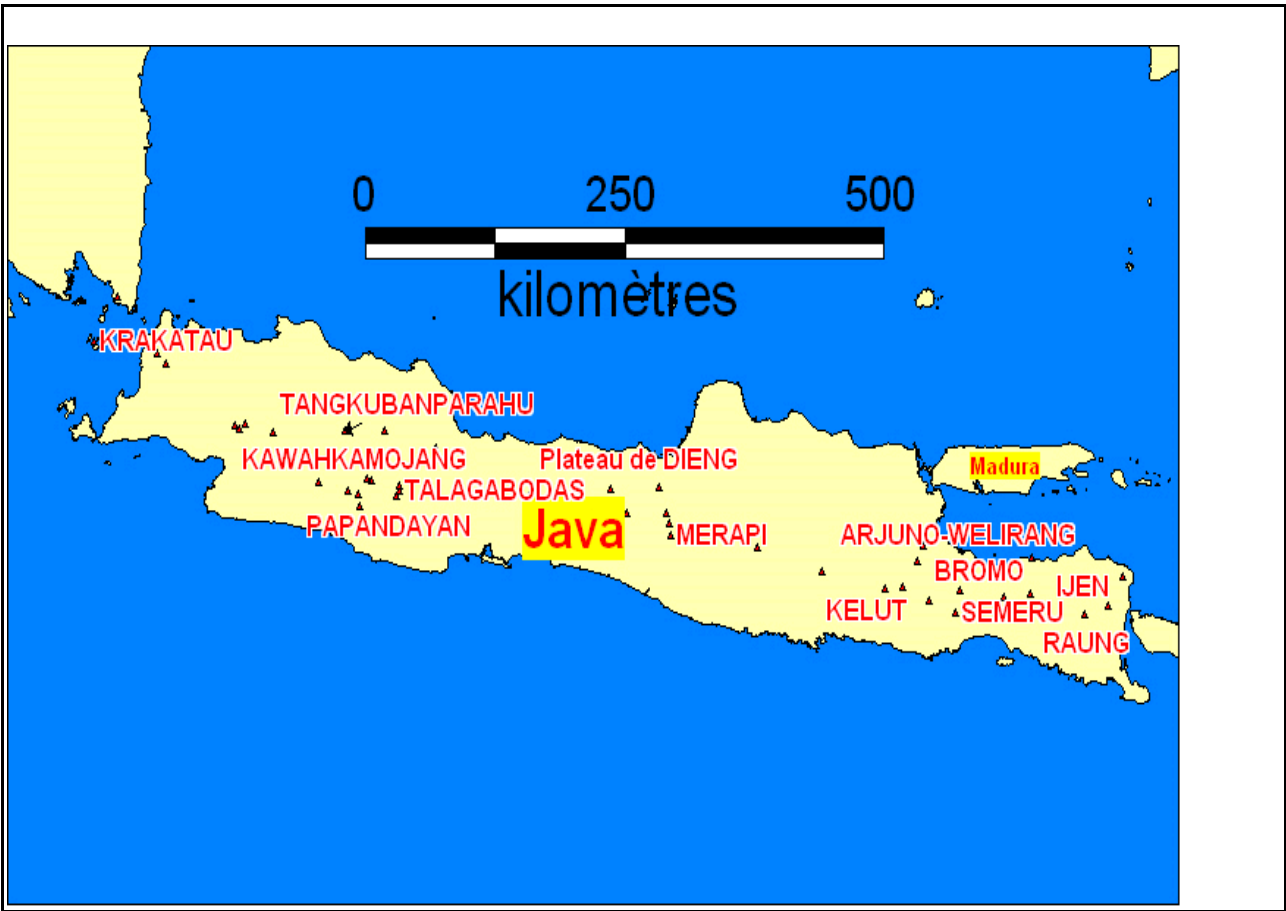 0 250 500
kilomètres
KRAKATAU
TANGKUBANPARAHU
KAWAHKAMOJANG
Plateau de DIENG
Madura
TALAGABODAS
PAPANDAYAN
Java
MERAPI
ARJUNO-WELIRANG
BROMO
IJEN
KELUT
SEMERU
RAUNG